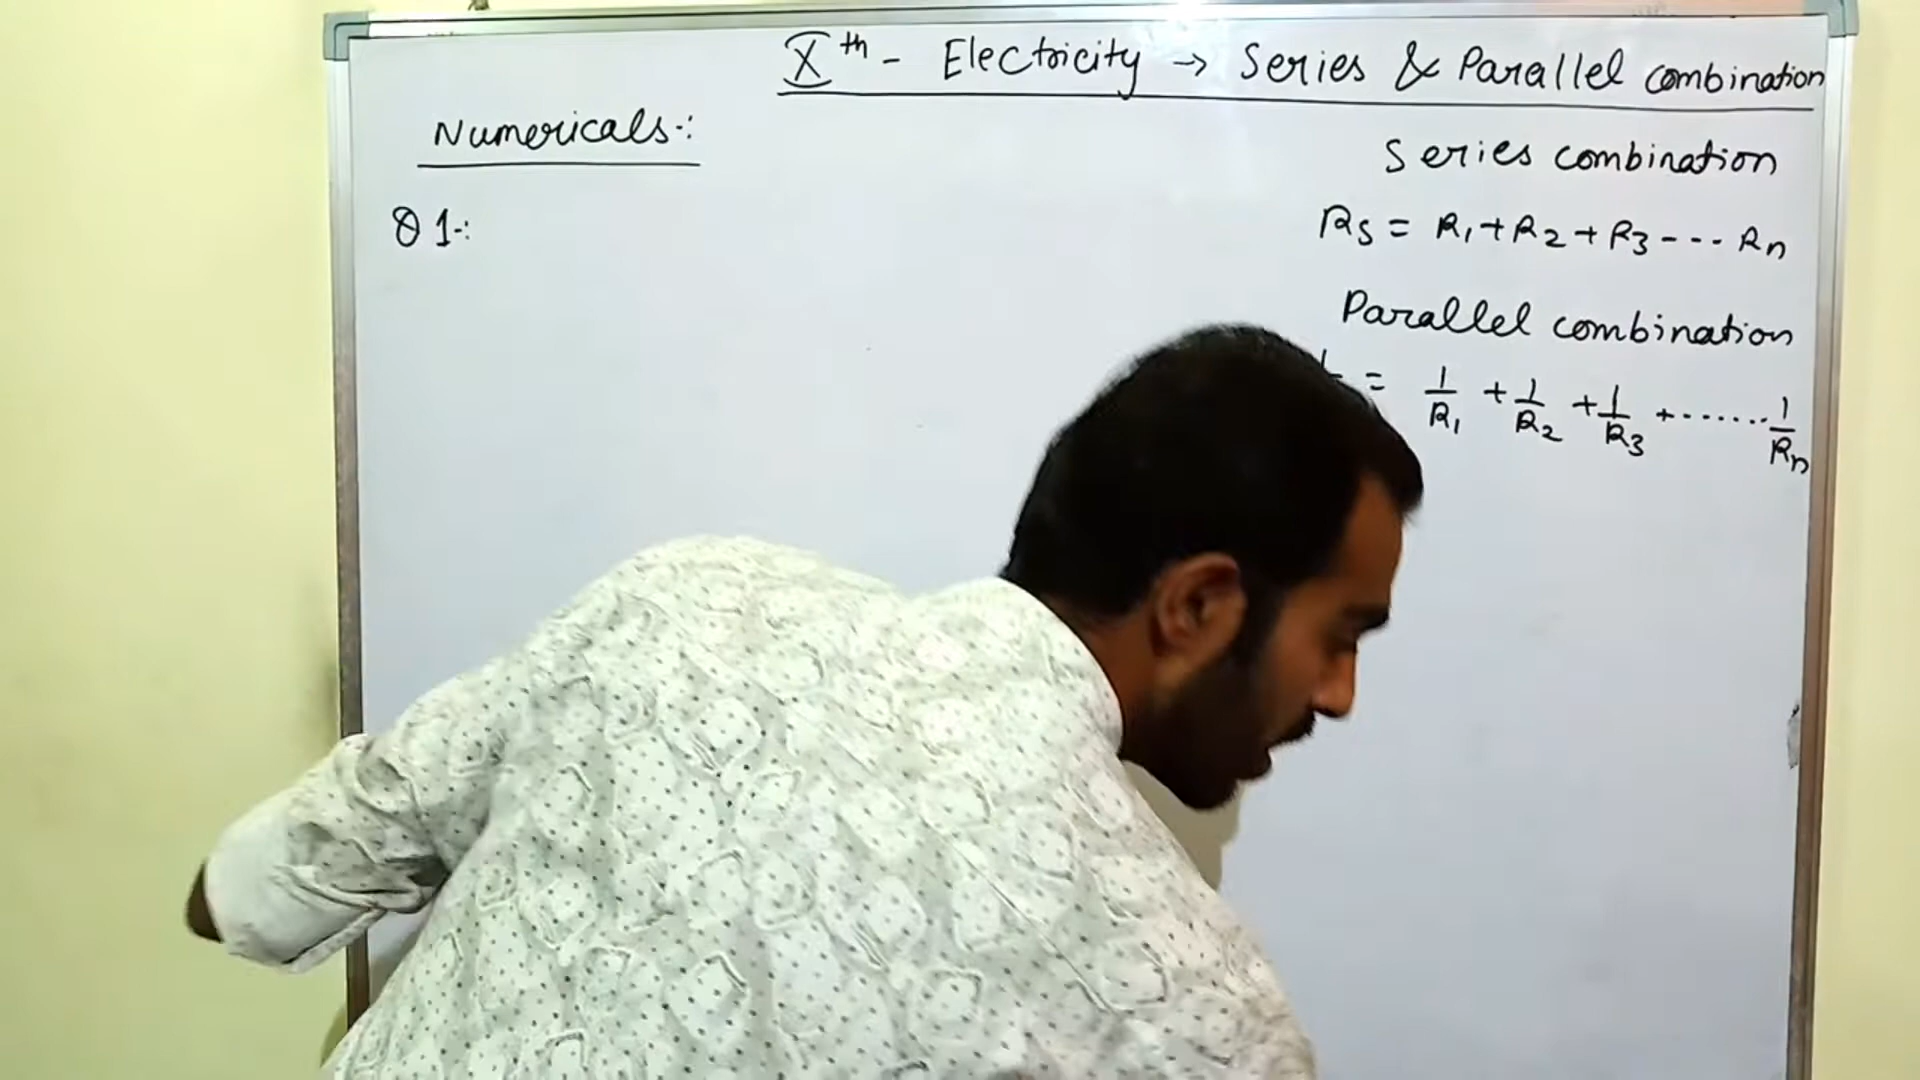 Xth - Electricity → Series & Parallel combination
Numericals:
Q 1:
Series combination
Rs = R1 + R2 + R3 --- Rn
Parallel combination
= 1/R1 + 1/R2 + 1/R3 + ...... 1/Rn